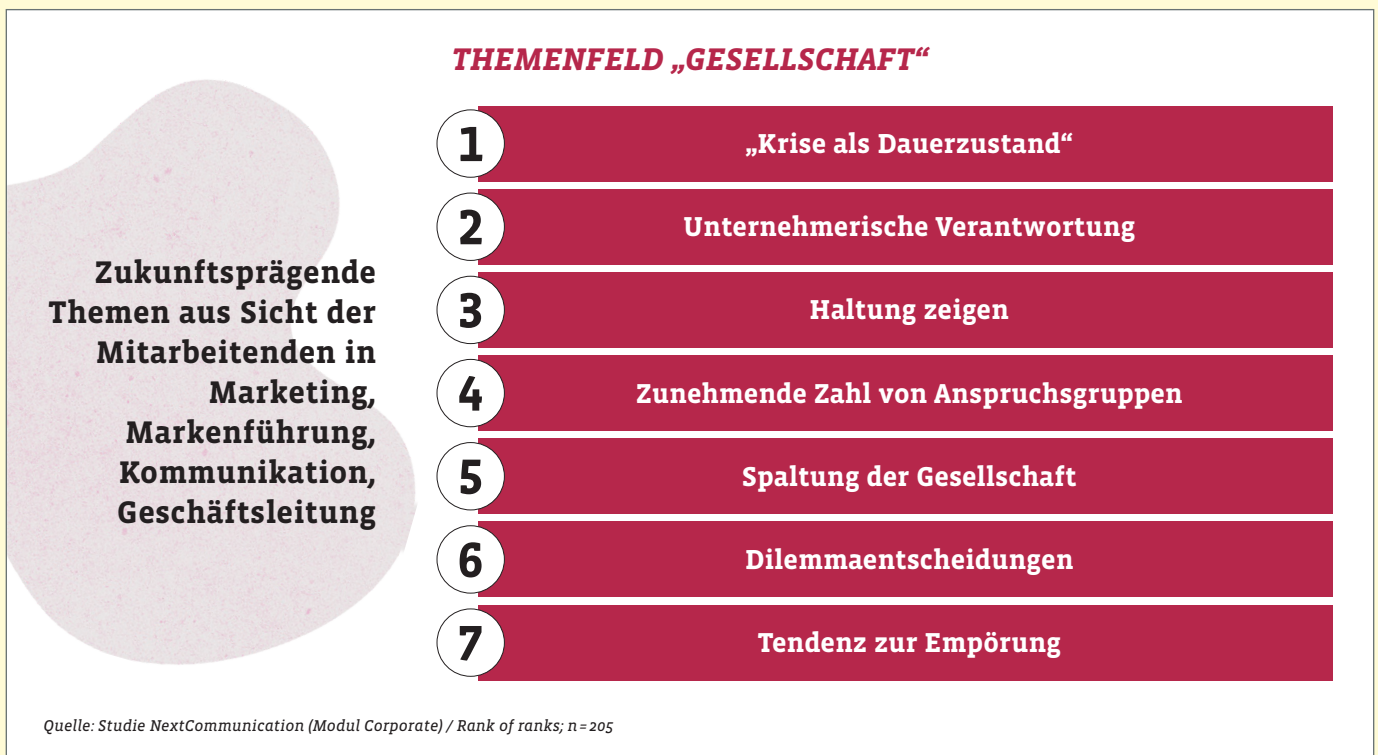 THEMENFELD „GESELLSCHAFT“
Zukunftsprägende
Themen aus Sicht der
Mitarbeitenden in
Marketing,
Markenführung,
Kommunikation,
Geschäftsleitung
1 „Krise als Dauerzustand“
2 Unternehmerische Verantwortung
3 Haltung zeigen
4 Zunehmende Zahl von Anspruchsgruppen
5 Spaltung der Gesellschaft
6 Dilemmaentscheidungen
7 Tendenz zur Empörung
Quelle: Studie NextCommunication (Modul Corporate) / Rank of ranks; n = 205